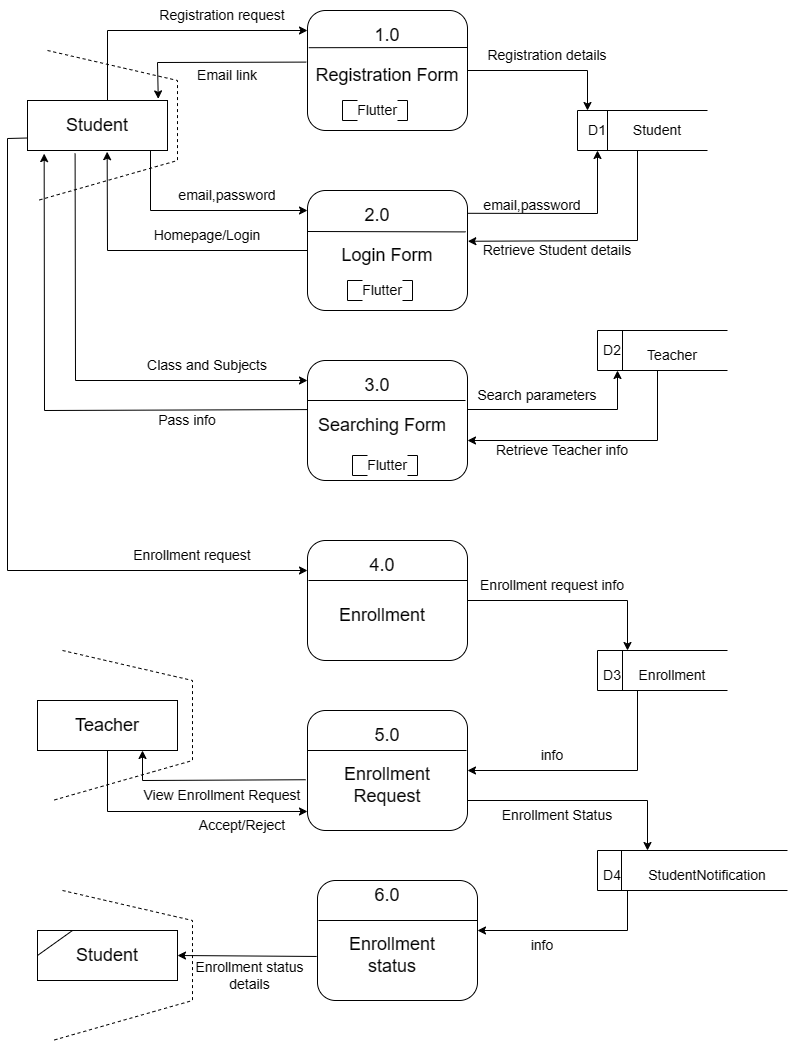 Registration request
1.0
Registration details
Email link
Registration Form
Flutter
Student
D1
Student
email,password
2.0
email,password
Homepage/Login
Login Form
Retrieve Student details
Flutter
D2
Teacher
Class and Subjects
3.0
Search parameters
Pass info
Searching Form
Retrieve Teacher info
Flutter
Enrollment request
4.0
Enrollment request info
Enrollment
D3
Enrollment
Teacher
5.0
info
Enrollment
Request
View Enrollment Request
Accept/Reject
Enrollment Status
D4
StudentNotification
6.0
Student
Enrollment
status
info
Enrollment status
details